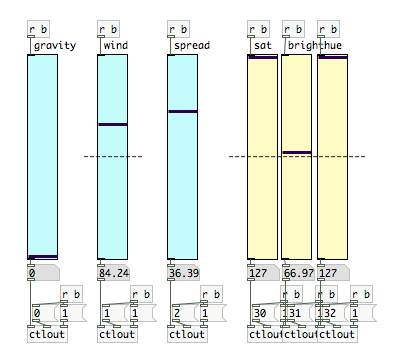 r b r b r b r b r b r b
gravity wind spread sat bright hue
0 84.24 36.39 127 66.97 127
r b r b r b r b r b r b
0 1 1 1 2 1 30 131 132 1
ctlout ctlout ctlout ctlout ctlout ctlout